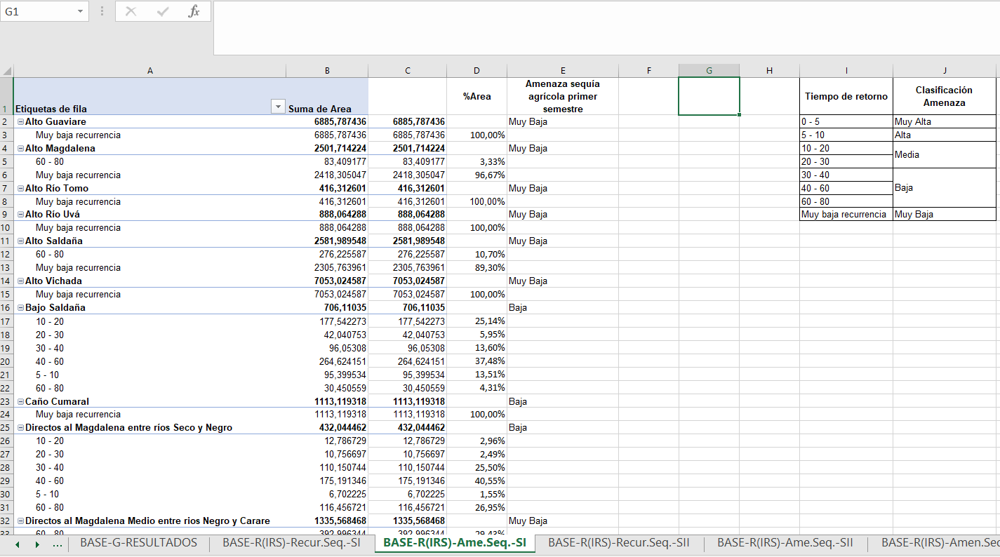 G1
fx
A B C D E F G H I J
1 Etiquetas de fila Suma de Area %Area Amenaza sequía agrícola primer semestre Tiempo de retorno Clasificación Amenaza
2 Alto Guaviare 6885,787436 6885,787436 Muy Baja 0 - 5 Muy Alta
3 Muy baja recurrencia 6885,787436 6885,787436 100,00% 5 - 10 Alta
4 Alto Magdalena 2501,714224 2501,714224 Muy Baja 10 - 20 Media
5 60 - 80 83,409177 83,409177 3,33% 20 - 30
6 Muy baja recurrencia 2418,305047 2418,305047 96,67% 30 - 40
7 Alto Río Tomo 416,312601 416,312601 Muy Baja 40 - 60 Baja
8 Muy baja recurrencia 416,312601 416,312601 100,00% 60 - 80
9 Alto Río Uvá 888,064288 888,064288 Muy Baja Muy baja recurrencia Muy Baja
10 Muy baja recurrencia 888,064288 888,064288 100,00%
11 Alto Saldaña 2581,989548 2581,989548 Muy Baja
12 60 - 80 276,225587 276,225587 10,70%
13 Muy baja recurrencia 2305,763961 2305,763961 89,30%
14 Alto Vichada 7053,024587 7053,024587 Muy Baja
15 Muy baja recurrencia 7053,024587 7053,024587 100,00%
16 Bajo Saldaña 706,11035 706,11035 Baja
17 10 - 20 177,542273 177,542273 25,14%
18 20 - 30 42,040753 42,040753 5,95%
19 30 - 40 96,05308 96,05308 13,60%
20 40 - 60 264,624151 264,624151 37,48%
21 5 - 10 95,399534 95,399534 13,51%
22 60 - 80 30,450559 30,450559 4,31%
23 Caño Cumaral 1113,119318 1113,119318 Baja
24 Muy baja recurrencia 1113,119318 1113,119318 100,00%
25 Directos al Magdalena entre ríos Seco y Negro 432,044462 432,044462 Baja
26 10 - 20 12,786729 12,786729 2,96%
27 20 - 30 10,756697 10,756697 2,49%
28 30 - 40 110,150744 110,150744 25,50%
29 40 - 60 175,191346 175,191346 40,55%
30 5 - 10 6,702225 6,702225 1,55%
31 60 - 80 116,456721 116,456721 26,95%
32 Directos al Magdalena Medio entre rios Negro y Carare 1335,568468 1335,568468 Muy Baja
33 60 - 80 392,996344 392,996344 29,43%
... BASE-G-RESULTADOS BASE-R(IRS)-Recur.Seq.-SI BASE-R(IRS)-Ame.Seq.-SI BASE-R(IRS)-Recur.Seq.-SII BASE-R(IRS)-Ame.Seq.-SII BASE-R(IRS)-Amen.Sec